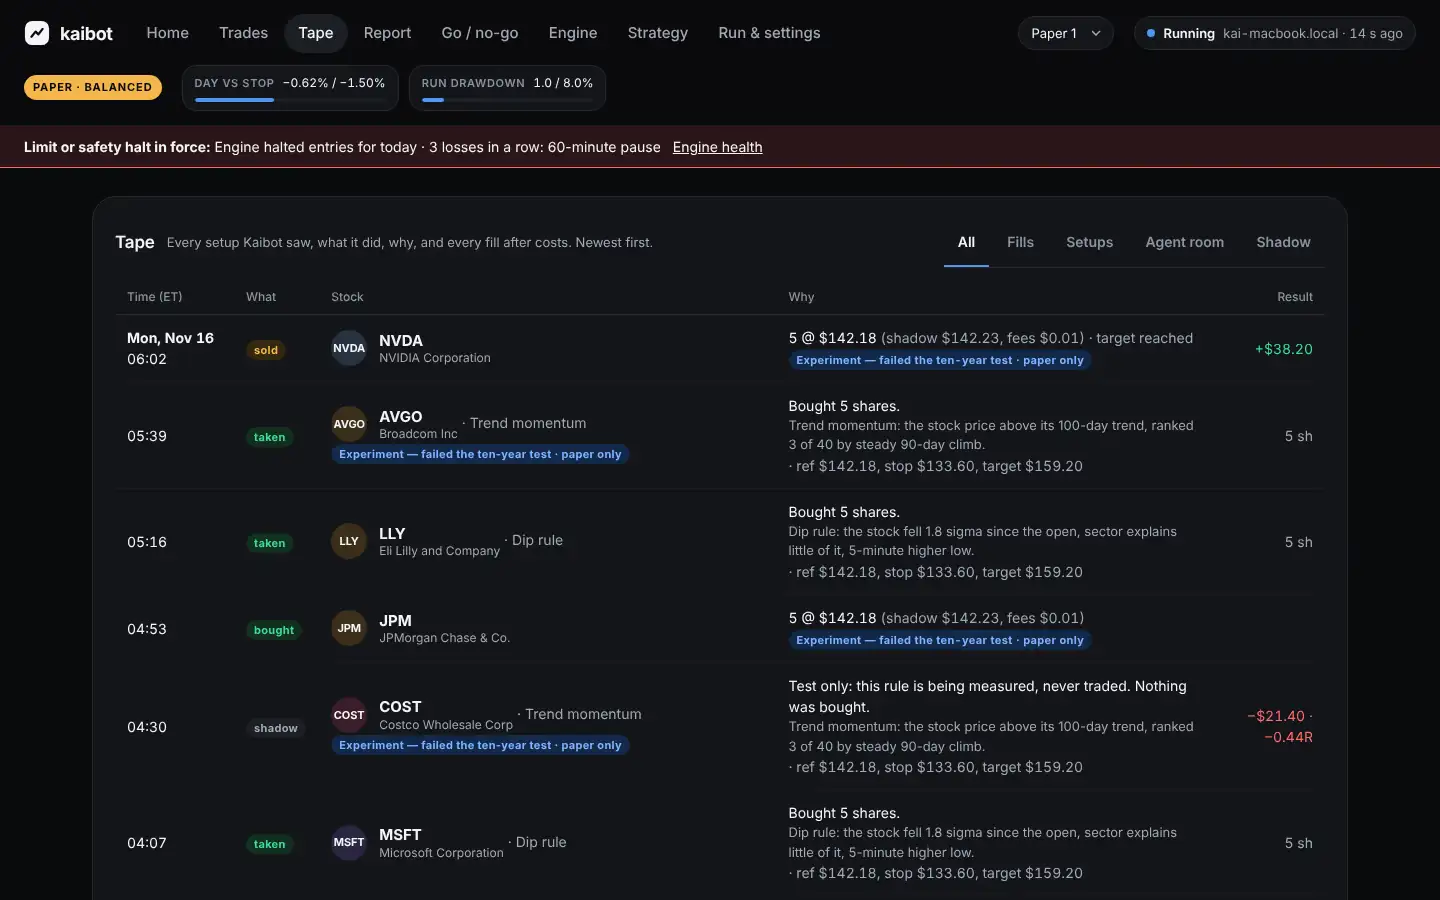 kaibot Home Trades Tape Report Go / no-go Engine Strategy Run & settings Paper 1 Running kai-macbook.local · 14 s ago
PAPER · BALANCED DAY VS STOP −0.62% / −1.50% RUN DRAWDOWN 1.0 / 8.0%
Limit or safety halt in force: Engine halted entries for today · 3 losses in a row: 60-minute pause Engine health
Tape Every setup Kaibot saw, what it did, why, and every fill after costs. Newest first. All Fills Setups Agent room Shadow
Time (ET) What Stock Why Result
Mon, Nov 16
06:02
sold
NVDA
NVDA
NVIDIA Corporation
5 @ $142.18 (shadow $142.23, fees $0.01) · target reached
Experiment — failed the ten-year test · paper only
+$38.20
05:39
taken
AVGO
AVGO
Broadcom Inc
· Trend momentum
Experiment — failed the ten-year test · paper only
Bought 5 shares.
Trend momentum: the stock price above its 100-day trend, ranked
3 of 40 by steady 90-day climb.
· ref $142.18, stop $133.60, target $159.20
5 sh
05:16
taken
LLY
LLY
Eli Lilly and Company
· Dip rule
Bought 5 shares.
Dip rule: the stock fell 1.8 sigma since the open, sector explains
little of it, 5-minute higher low.
· ref $142.18, stop $133.60, target $159.20
5 sh
04:53
bought
JPM
JPM
JPMorgan Chase & Co.
5 @ $142.18 (shadow $142.23, fees $0.01)
Experiment — failed the ten-year test · paper only
04:30
shadow
COST
COST
Costco Wholesale Corp
· Trend momentum
Experiment — failed the ten-year test · paper only
Test only: this rule is being measured, never traded. Nothing
was bought.
Trend momentum: the stock price above its 100-day trend, ranked
3 of 40 by steady 90-day climb.
· ref $142.18, stop $133.60, target $159.20
−$21.40 ·
−0.44R
04:07
taken
MSFT
MSFT
Microsoft Corporation
· Dip rule
Bought 5 shares.
Dip rule: the stock fell 1.8 sigma since the open, sector explains
little of it, 5-minute higher low.
· ref $142.18, stop $133.60, target $159.20
5 sh